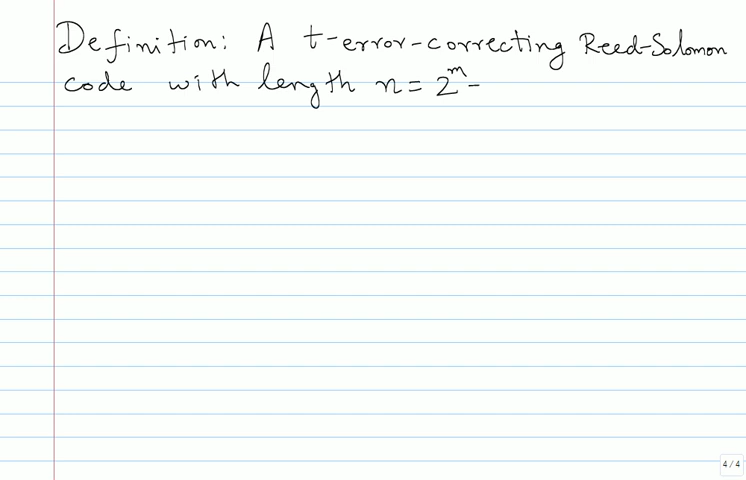 Definition: A t-error-correcting Reed-Solomon
code with length n = 2^m -
4 / 4